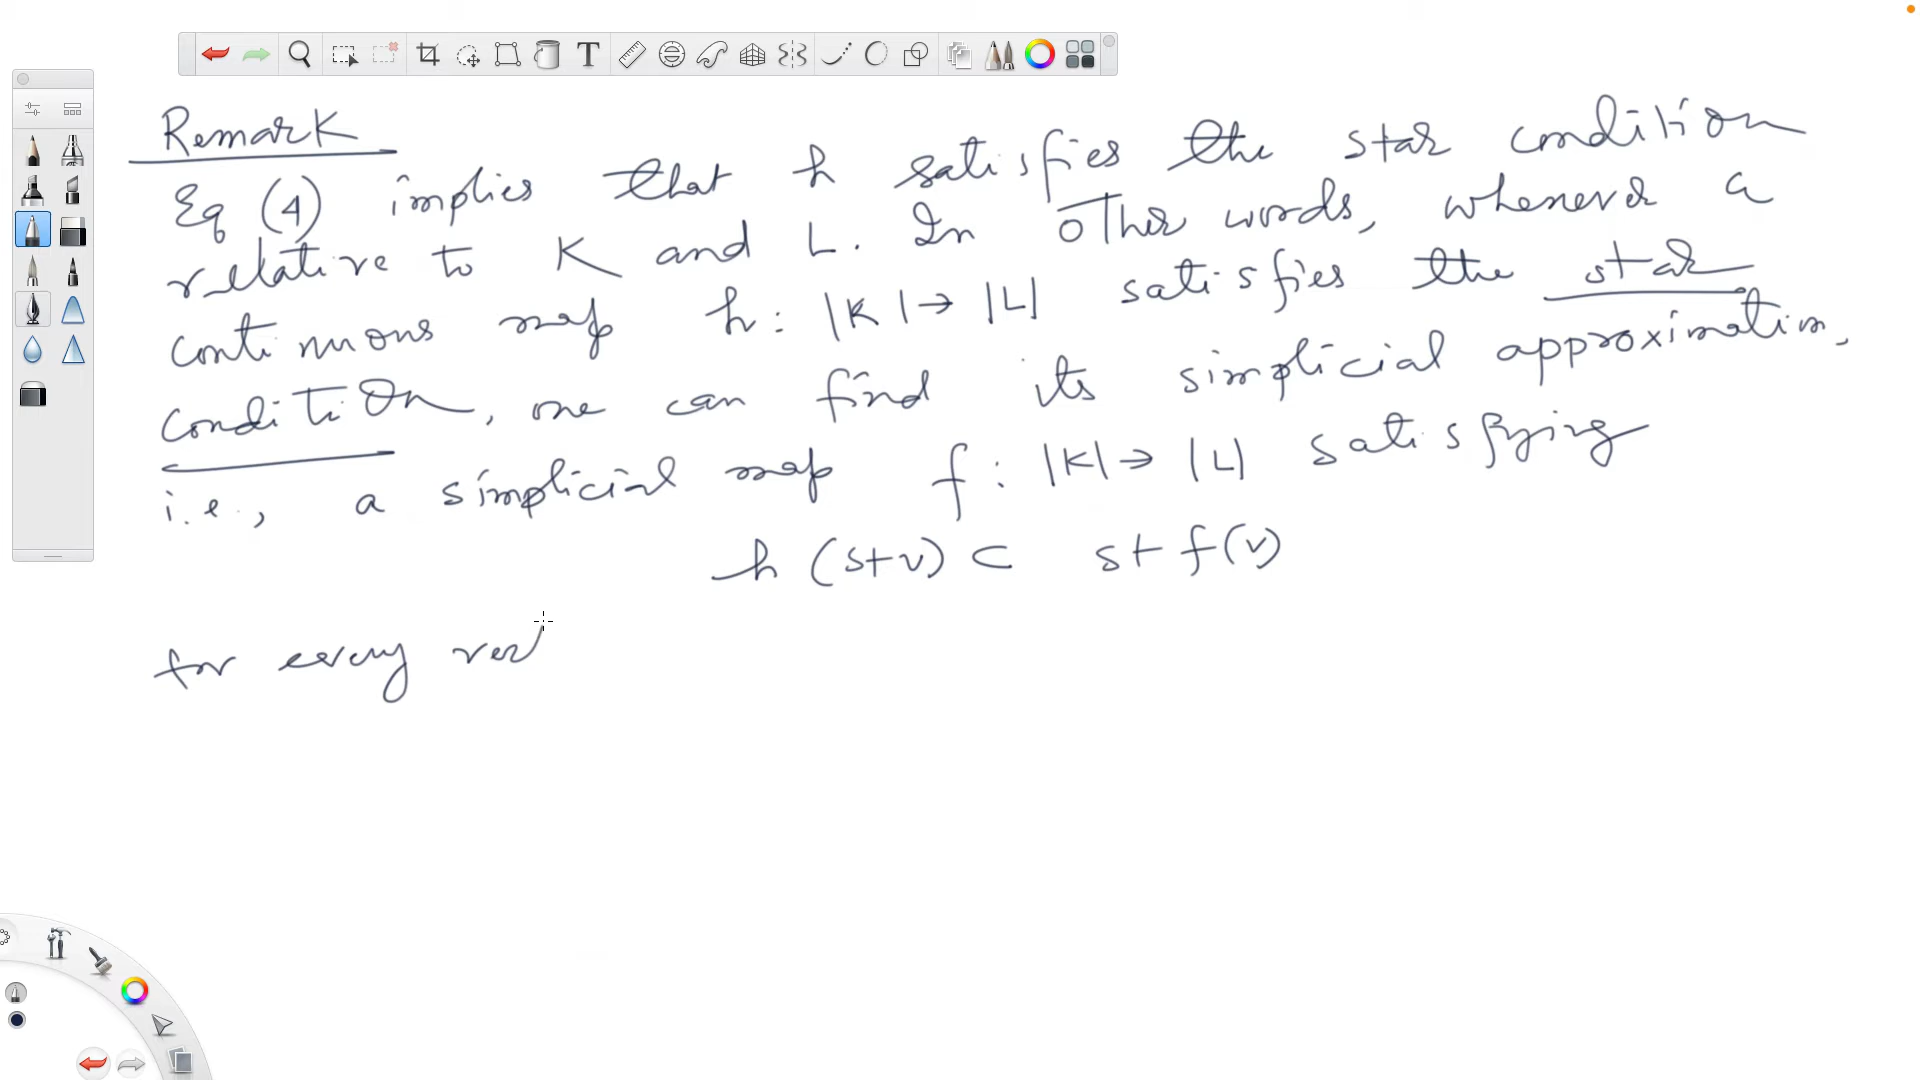 Remark
Eq (4) implies that h satisfies the star condition
relative to K and L. In other words, whenever a
continuous map h: |K| → |L| satisfies the star
condition, one can find its simplicial approximation,
i.e., a simplicial map f: |K| → |L| satisfying
h (st v) ⊂ st f(v)
for every ver